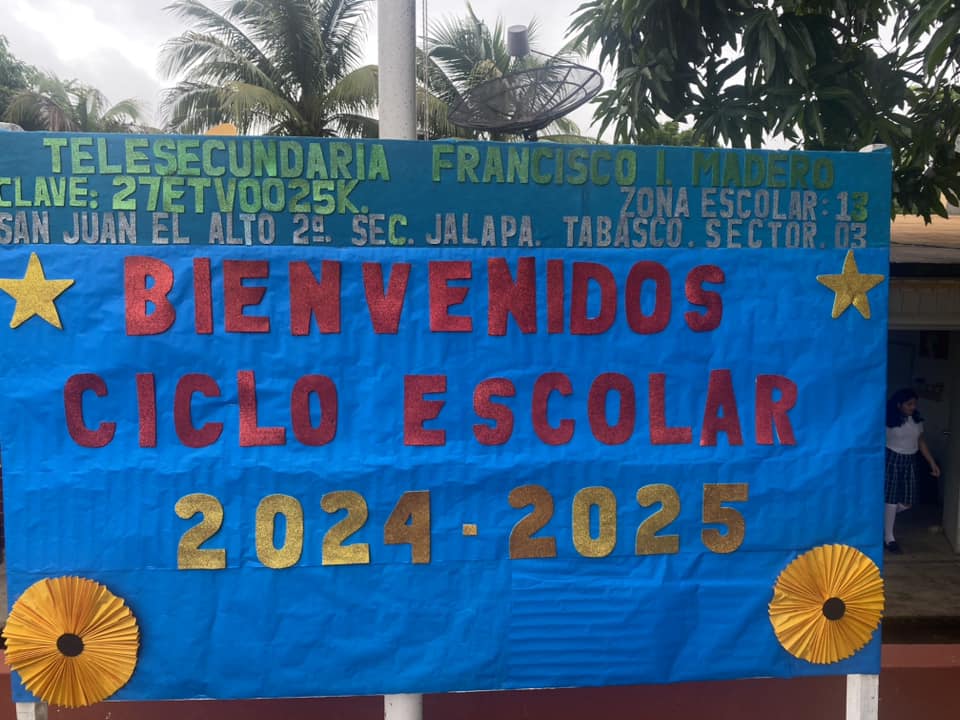 TELESECUNDARIA FRANCISCO I. MADERO
CLAVE: 27ETV0025K. ZONA ESCOLAR: 13
SAN JUAN EL ALTO 2ª. SEC. JALAPA. TABASCO. SECTOR. 03
BIENVENIDOS
CICLO ESCOLAR
2024-2025